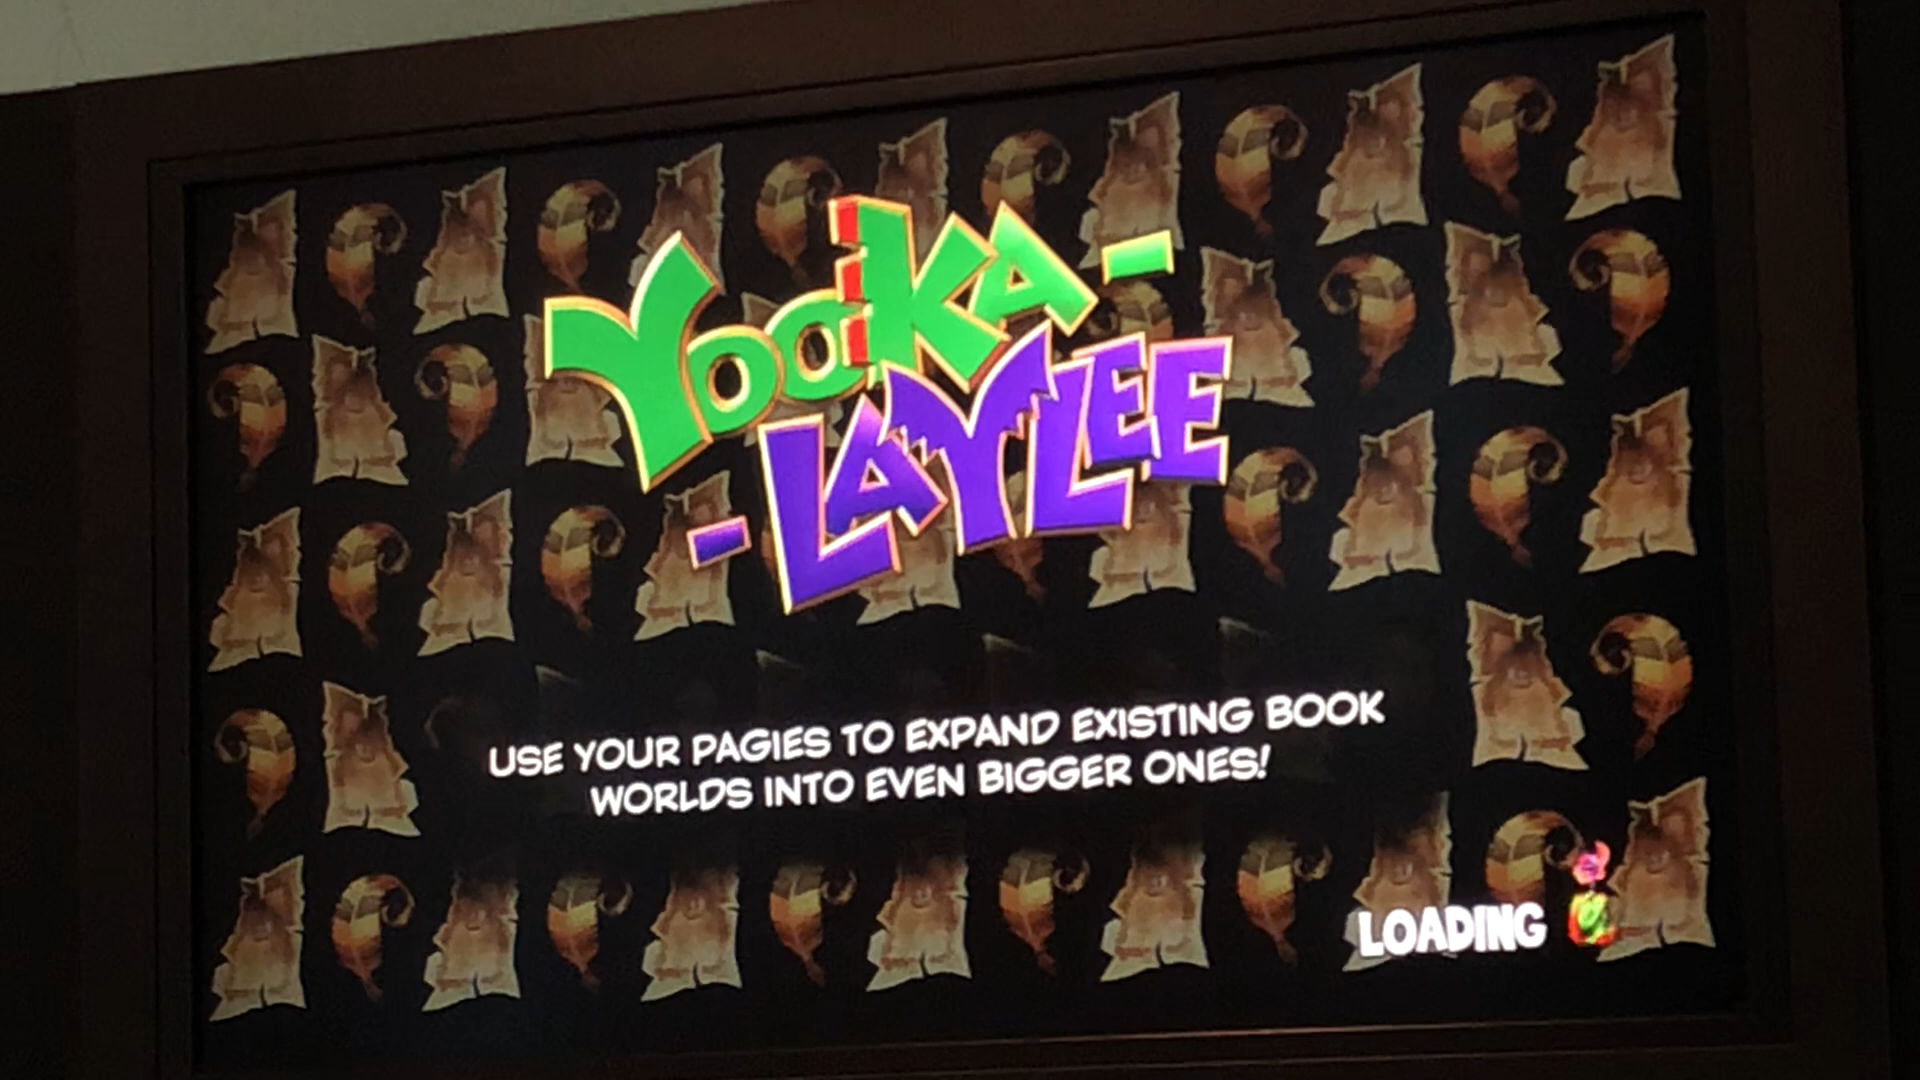 YOOKA-
-LAYLEE
USE YOUR PAGIES TO EXPAND EXISTING BOOK
WORLDS INTO EVEN BIGGER ONES!
LOADING